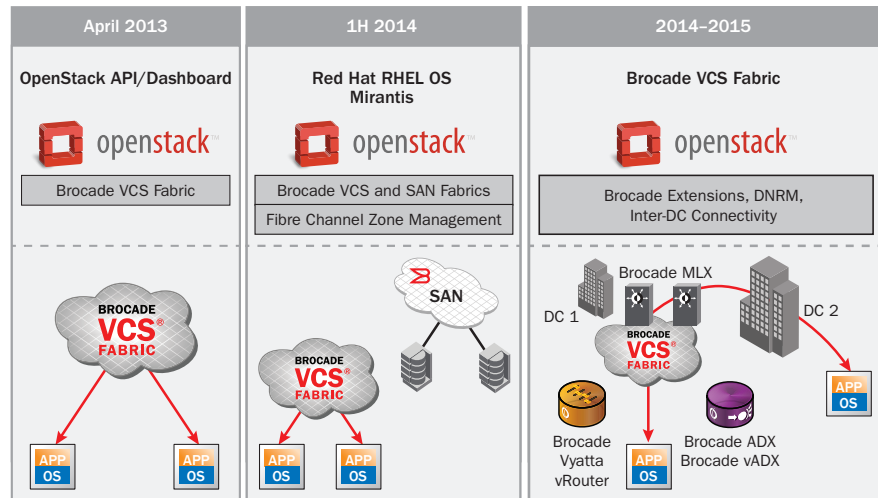 April 2013
OpenStack API/Dashboard
openstack™
Brocade VCS Fabric
BROCADE
VCS®
FABRIC
APP
OS
APP
OS
1H 2014
Red Hat RHEL OS
Mirantis
openstack™
Brocade VCS and SAN Fabrics
Fibre Channel Zone Management
SAN
BROCADE
VCS®
FABRIC
APP
OS
APP
OS
2014–2015
Brocade VCS Fabric
openstack™
Brocade Extensions, DNRM,
Inter-DC Connectivity
Brocade MLX
DC 1
DC 2
BROCADE
VCS®
FABRIC
APP
OS
Brocade
Vyatta
vRouter
APP
OS
Brocade ADX
Brocade vADX